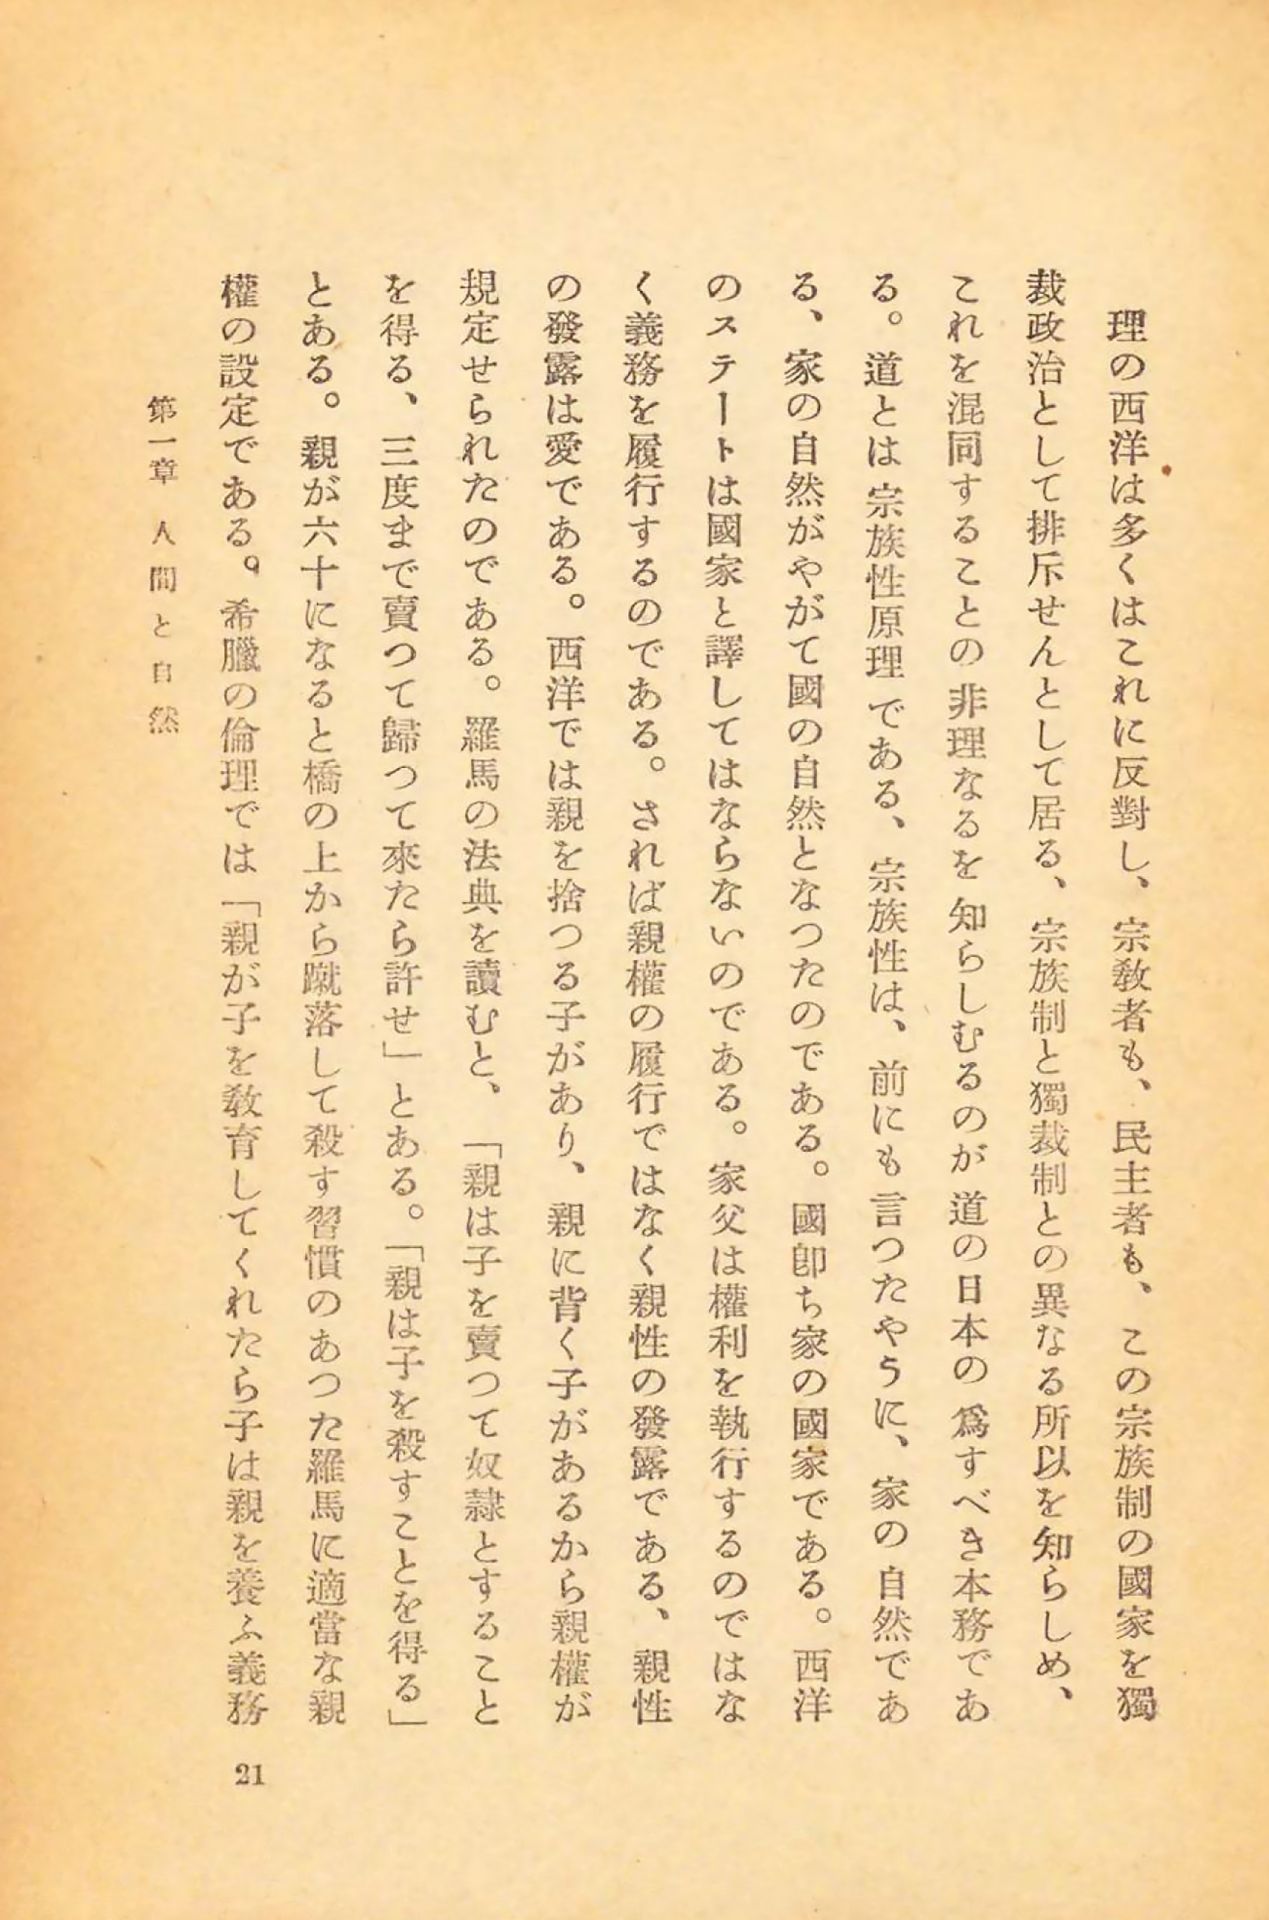 理の西洋は多くはこれに反對し、宗敎者も、民主者も、この宗族制の國家を獨
裁政治として排斥せんとして居る、宗族制と獨裁制との異なる所以を知らしめ、
これを混同することの非理なるを知らしむるのが道の日本の爲すべき本務であ
る。道とは宗族性原理である、宗族性は、前にも言つたやうに、家の自然であ
る、家の自然がやがて國の自然となつたのである。國卽ち家の國家である。西洋
のステートは國家と譯してはならないのである。家父は權利を執行するのではな
く義務を履行するのである。されば親權の履行ではなく親性の發露である、親性
の發露は愛である。西洋では親を捨つる子があり、親に背く子があるから親權が
規定せられたのである。羅馬の法典を讀むと、「親は子を賣つて奴隷とすること
を得る、三度まで賣つて歸つて來たら許せ」とある。「親は子を殺すことを得る」
とある。親が六十になると橋の上から蹴落して殺す習慣のあつた羅馬に適當な親
權の設定である。希臘の倫理では「親が子を敎育してくれたら子は親を養ふ義務
第一章 人間と自然
21